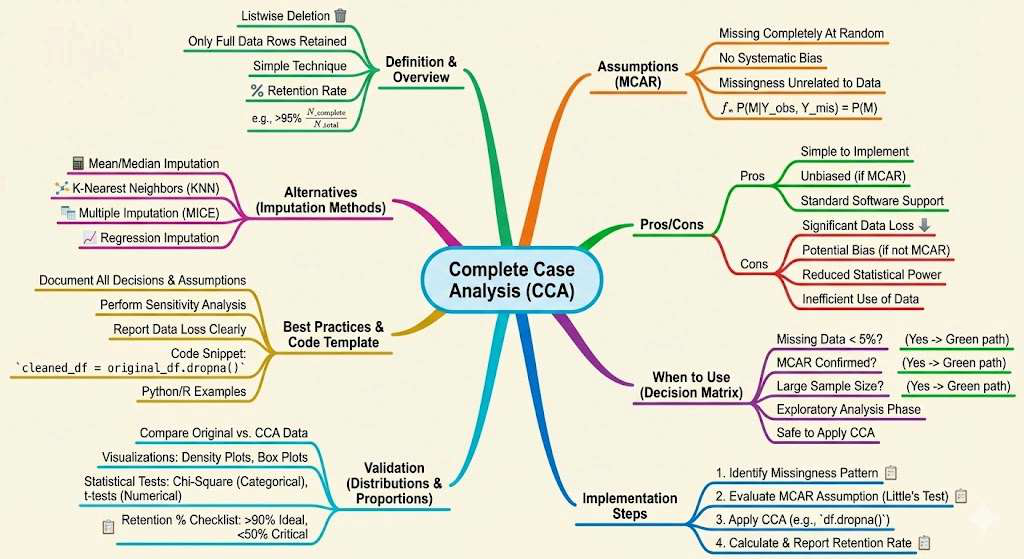 Complete Case
Analysis (CCA)
Definition &
Overview
Listwise Deletion
Only Full Data Rows Retained
Simple Technique
% Retention Rate
e.g., >95% N_complete / N_total
Alternatives
(Imputation Methods)
Mean/Median Imputation
K-Nearest Neighbors (KNN)
Multiple Imputation (MICE)
Regression Imputation
Best Practices &
Code Template
Document All Decisions & Assumptions
Perform Sensitivity Analysis
Report Data Loss Clearly
Code Snippet:
`cleaned_df = original_df.dropna()`
Python/R Examples
Validation
(Distributions &
Proportions)
Compare Original vs. CCA Data
Visualizations: Density Plots, Box Plots
Statistical Tests: Chi-Square (Categorical),
t-tests (Numerical)
Retention % Checklist: >90% Ideal,
<50% Critical
Assumptions
(MCAR)
Missing Completely At Random
No Systematic Bias
Missingness Unrelated to Data
P(M|Y_obs, Y_mis) = P(M)
Pros/Cons
Pros
Simple to Implement
Unbiased (if MCAR)
Standard Software Support
Cons
Significant Data Loss
Potential Bias (if not MCAR)
Reduced Statistical Power
Inefficient Use of Data
When to Use
(Decision Matrix)
Missing Data < 5%? (Yes -> Green path)
MCAR Confirmed? (Yes -> Green path)
Large Sample Size? (Yes -> Green path)
Exploratory Analysis Phase
Safe to Apply CCA
Implementation
Steps
1. Identify Missingness Pattern
2. Evaluate MCAR Assumption (Little's Test)
3. Apply CCA (e.g., `df.dropna()`)
4. Calculate & Report Retention Rate